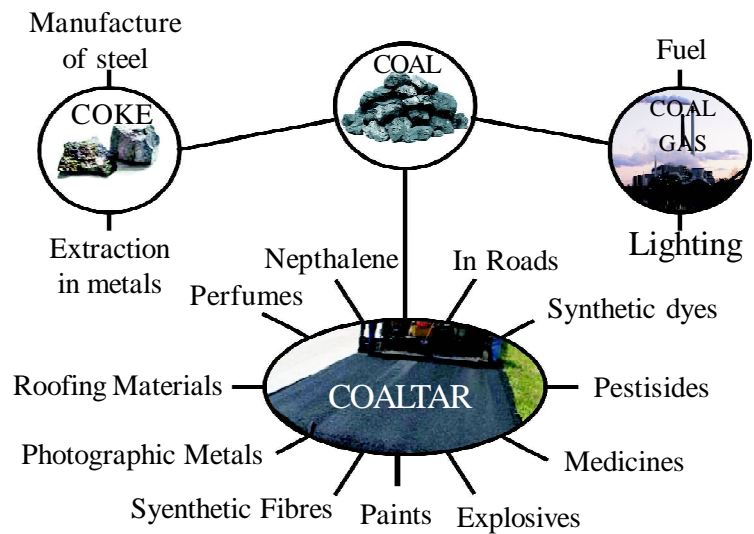 Manufacture
of steel
COKE
Extraction
in metals
COAL
Fuel
COAL
GAS
Lighting
Nepthalene
In Roads
Perfumes
Synthetic dyes
Roofing Materials
COALTAR
Pestisides
Photographic Metals
Medicines
Syenthetic Fibres
Paints
Explosives